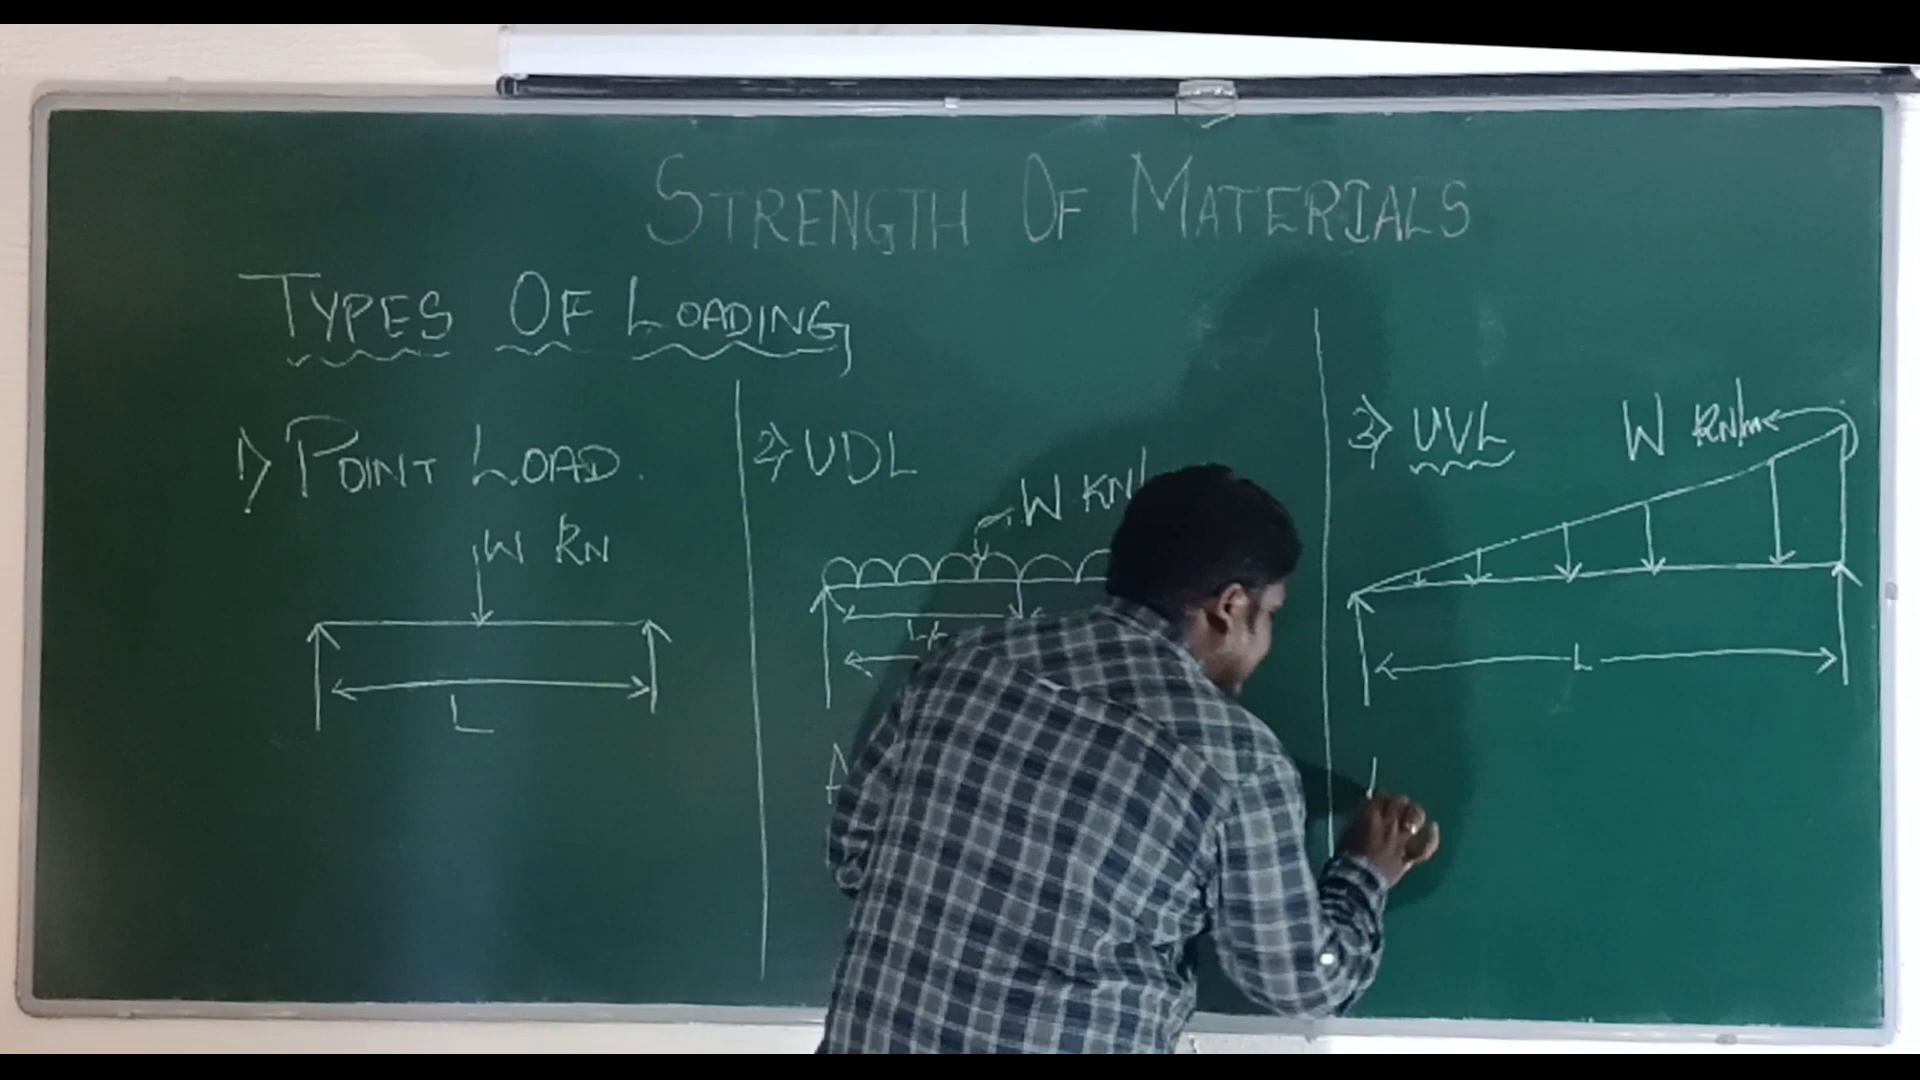 STRENGTH OF MATERIALS
TYPES OF LOADING
1) POINT LOAD.
W KN
L
2) UDL
W KN/
3) UVL
W KN/m
L